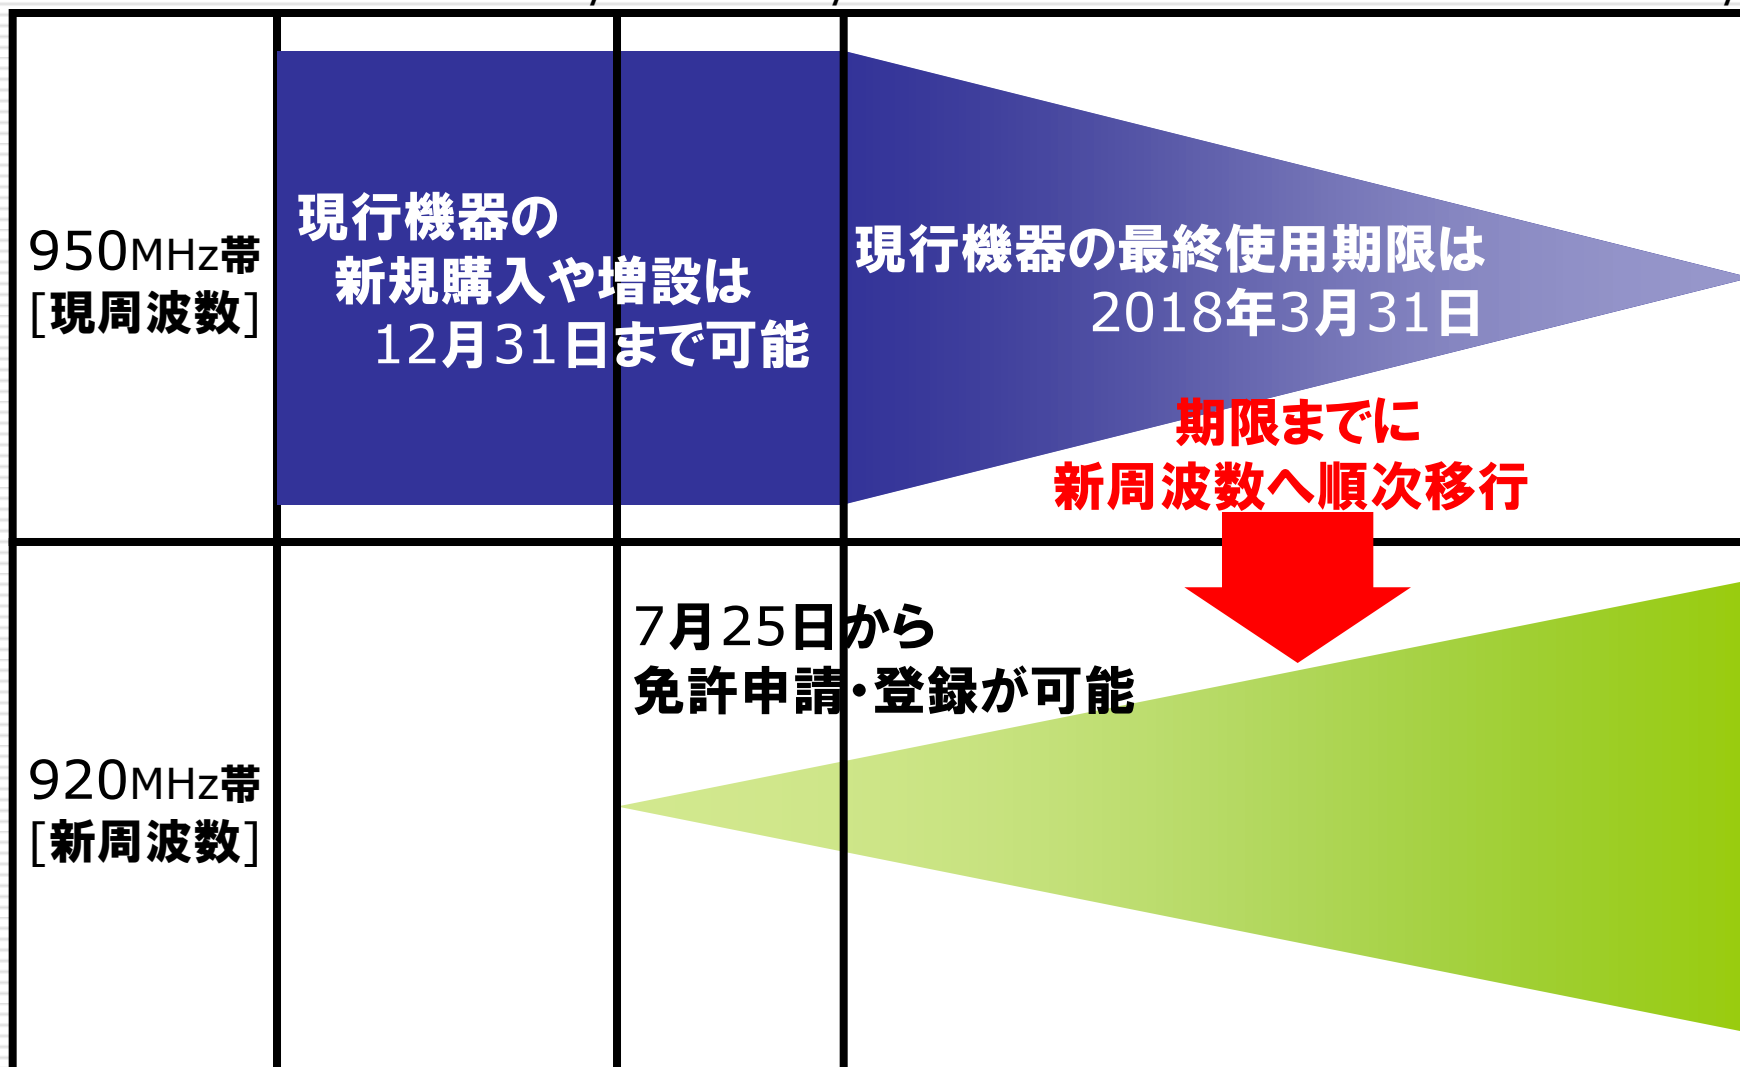 950MHz帯
[現周波数]
現行機器の
新規購入や増設は
12月31日まで可能
現行機器の最終使用期限は
2018年3月31日
期限までに
新周波数へ順次移行
7月25日から
免許申請・登録が可能
920MHz帯
[新周波数]